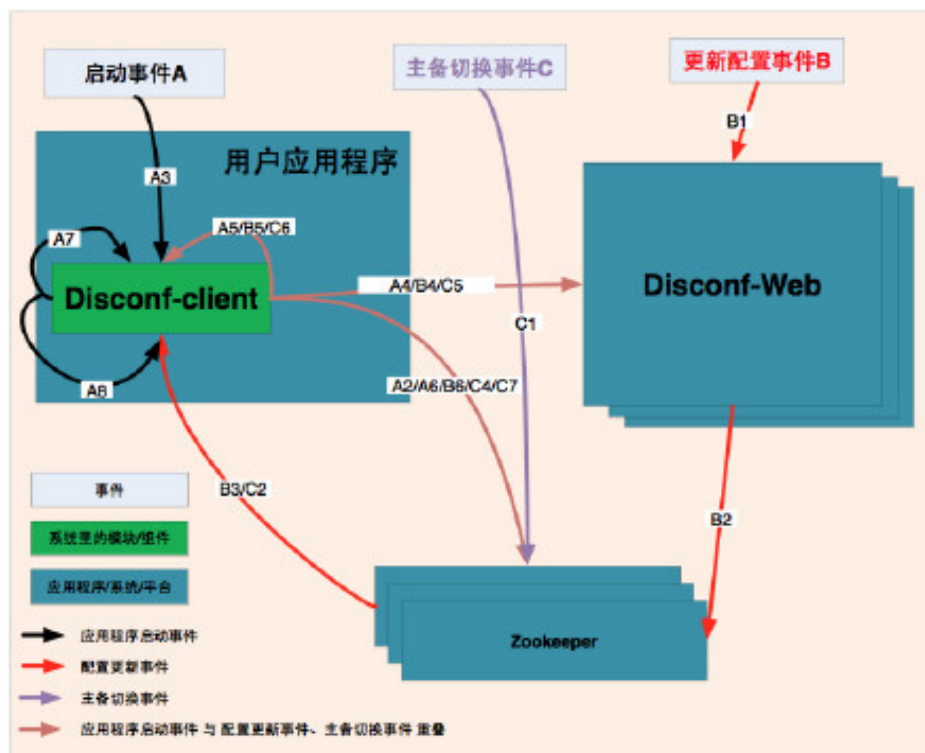 启动事件A
主备切换事件C
更新配置事件B
B1
用户应用程序
A3
A5/B5/C6
A7
Disconf-client
A4/B4/C5
Disconf-Web
C1
A8
A2/A6/B6/C4/C7
B3/C2
B2
事件
系统里的模块/组件
应用程序/系统/平台
Zookeeper
应用程序启动事件
配置更新事件
主备切换事件
应用程序启动事件 与 配置更新事件、主备切换事件 重叠